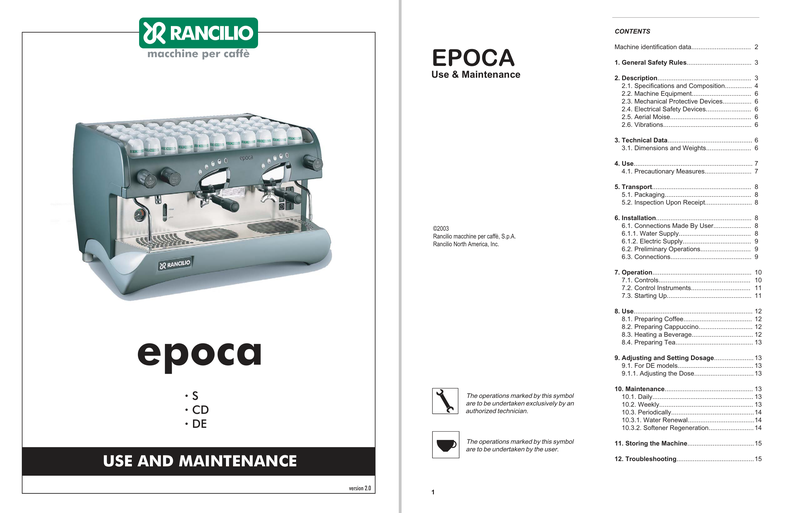 RANCILIO
macchine per caffè
epoca
RANCILIO
epoca
· S
· CD
· DE
USE AND MAINTENANCE
version 2.0
EPOCA
Use & Maintenance
©2003
Rancilio macchine per caffè, S.p.A.
Rancilio North America, Inc.
The operations marked by this symbol
are to be undertaken exclusively by an
authorized technician.
The operations marked by this symbol
are to be undertaken by the user.
1
CONTENTS
Machine identification data................................ 2
1. General Safety Rules................................... 3
2. Description................................................... 3
2.1. Specifications and Composition............... 4
2.2. Machine Equipment................................ 6
2.3. Mechanical Protective Devices................ 6
2.4. Electrical Safety Devices......................... 6
2.5. Aerial Moise............................................ 6
2.6. Vibrations................................................ 6
3. Technical Data.............................................. 6
3.1. Dimensions and Weights......................... 6
4. Use................................................................ 7
4.1. Precautionary Measures......................... 7
5. Transport...................................................... 8
5.1. Packaging............................................... 8
5.2. Inspection Upon Receipt......................... 8
6. Installation.................................................... 8
6.1. Connections Made By User..................... 8
6.1.1. Water Supply....................................... 8
6.1.2. Electric Supply..................................... 9
6.2. Preliminary Operations........................... 9
6.3. Connections............................................ 9
7. Operation...................................................... 10
7.1. Controls.................................................. 10
7.2. Control Instruments................................ 11
7.3. Starting Up.............................................. 11
8. Use................................................................ 12
8.1. Preparing Coffee..................................... 12
8.2. Preparing Cappuccino............................. 12
8.3. Heating a Beverage................................. 12
8.4. Preparing Tea......................................... 13
9. Adjusting and Setting Dosage...................... 13
9.1. For DE models........................................ 13
9.1.1. Adjusting the Dose............................... 13
10. Maintenance............................................... 13
10.1. Daily...................................................... 13
10.2. Weekly.................................................. 13
10.3. Periodically............................................ 14
10.3.1. Water Renewal................................... 14
10.3.2. Softener Regeneration........................ 14
11. Storing the Machine................................... 15
12. Troubleshooting......................................... 15